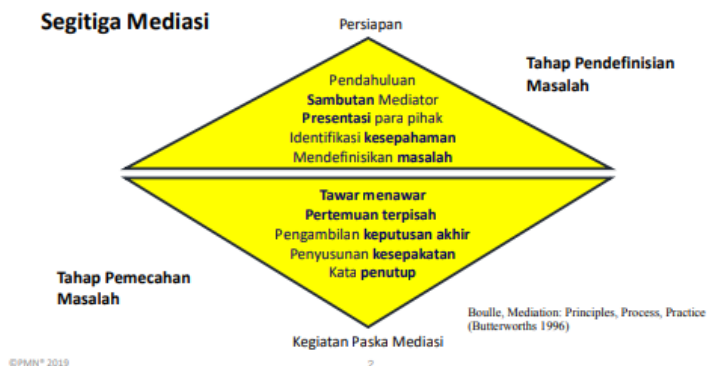 Segitiga Mediasi
Persiapan
Tahap Pendefinisian
Masalah
Pendahuluan
Sambutan Mediator
Presentasi para pihak
Identifikasi kesepahaman
Mendefinisikan masalah
Tawar menawar
Pertemuan terpisah
Pengambilan keputusan akhir
Penyusunan kesepakatan
Kata penutup
Tahap Pemecahan
Masalah
Boulle, Mediation: Principles, Process, Practice
(Butterworths 1996)
Kegiatan Paska Mediasi
©PMN® 2019
2